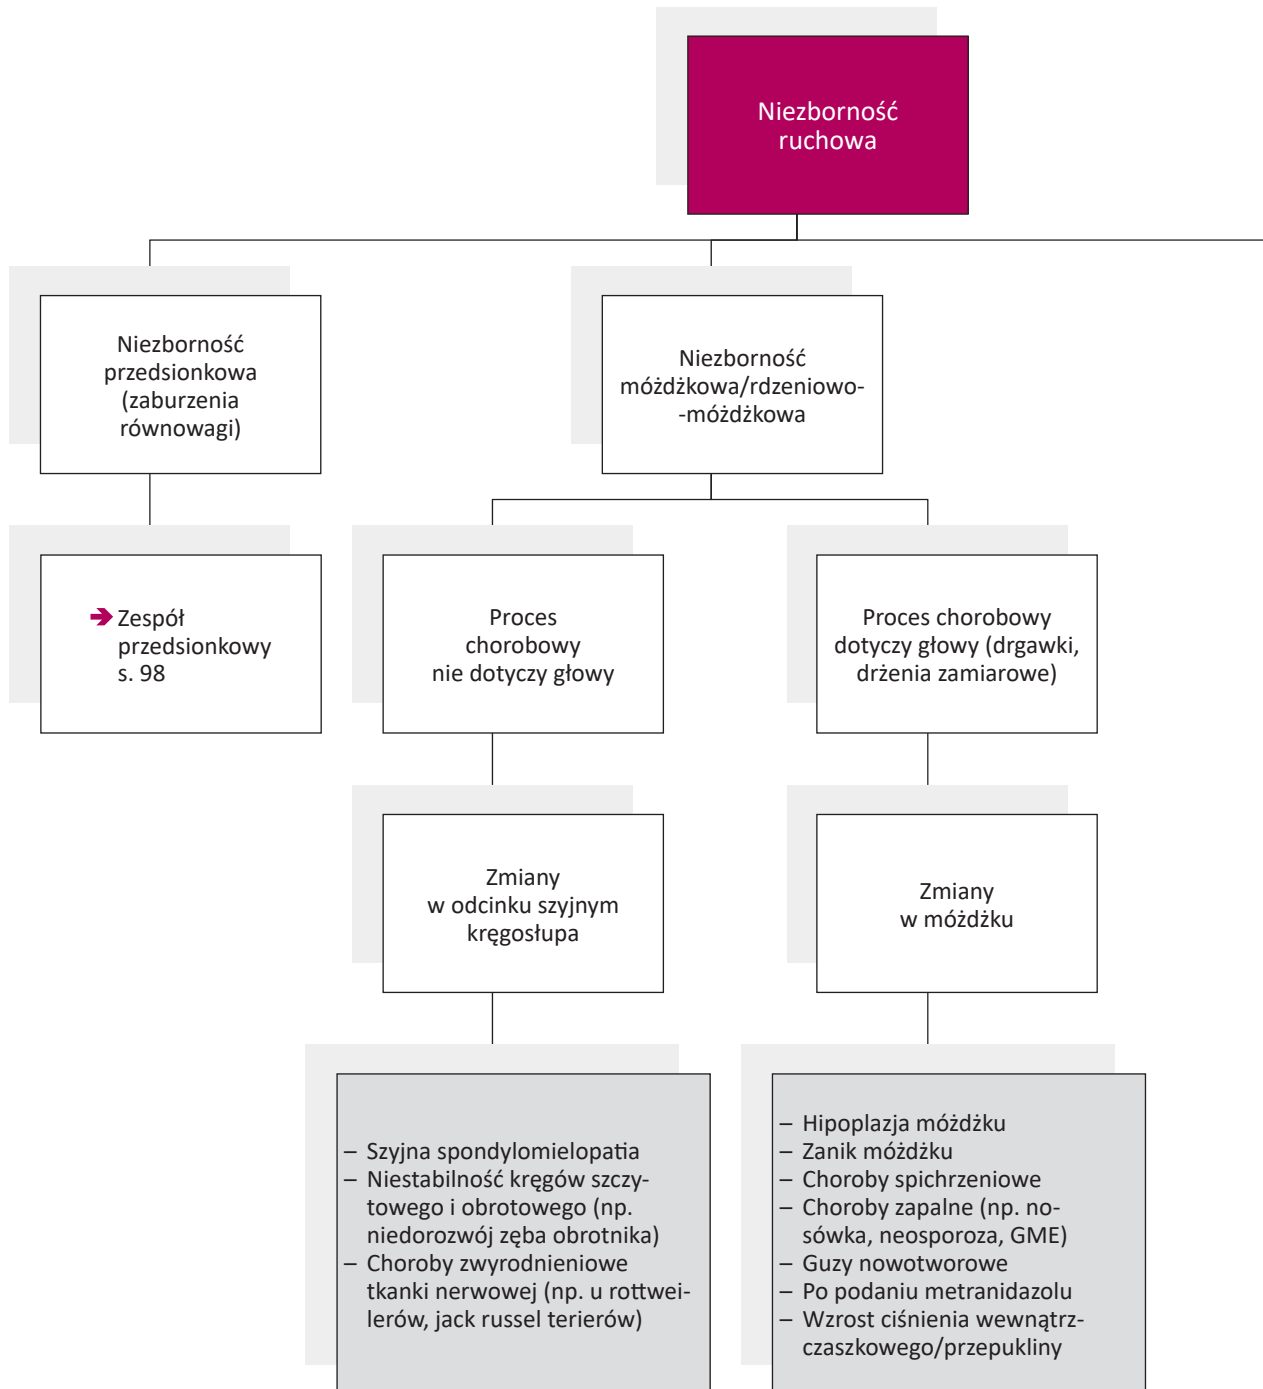 Niezborność
ruchowa
Niezborność
przedsionkowa
(zaburzenia
równowagi)
Niezborność
móżdżkowa/rdzeniowo-
-móżdżkowa
Zespół
przedsionkowy
s. 98
Proces
chorobowy
nie dotyczy głowy
Proces chorobowy
dotyczy głowy (drgawki,
drżenia zamiarowe)
Zmiany
w odcinku szyjnym
kręgosłupa
Zmiany
w móżdżku
– Szyjna spondylomielopatia
– Niestabilność kręgów szczy-
towego i obrotowego (np.
niedorozwój zęba obrotnika)
– Choroby zwyrodnieniowe
tkanki nerwowej (np. u rottwei-
lerów, jack russel terierów)
– Hipoplazja móżdżku
– Zanik móżdżku
– Choroby spichrzeniowe
– Choroby zapalne (np. no-
sówka, neosporoza, GME)
– Guzy nowotworowe
– Po podaniu metranidazolu
– Wzrost ciśnienia wewnątrz-
czaszkowego/przepukliny